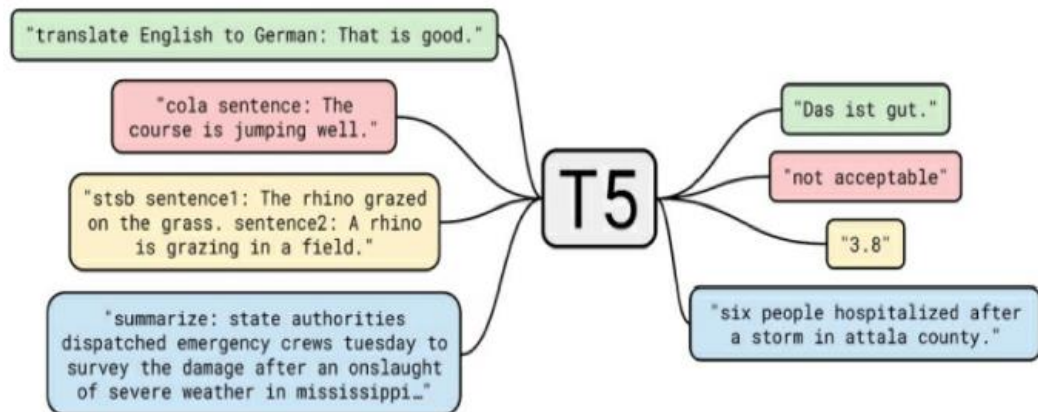 "translate English to German: That is good."
"cola sentence: The
course is jumping well."
"stsb sentence1: The rhino grazed
on the grass. sentence2: A rhino
is grazing in a field."
"summarize: state authorities
dispatched emergency crews tuesday to
survey the damage after an onslaught
of severe weather in mississippi…"
T5
"Das ist gut."
"not acceptable"
"3.8"
"six people hospitalized after
a storm in attala county."